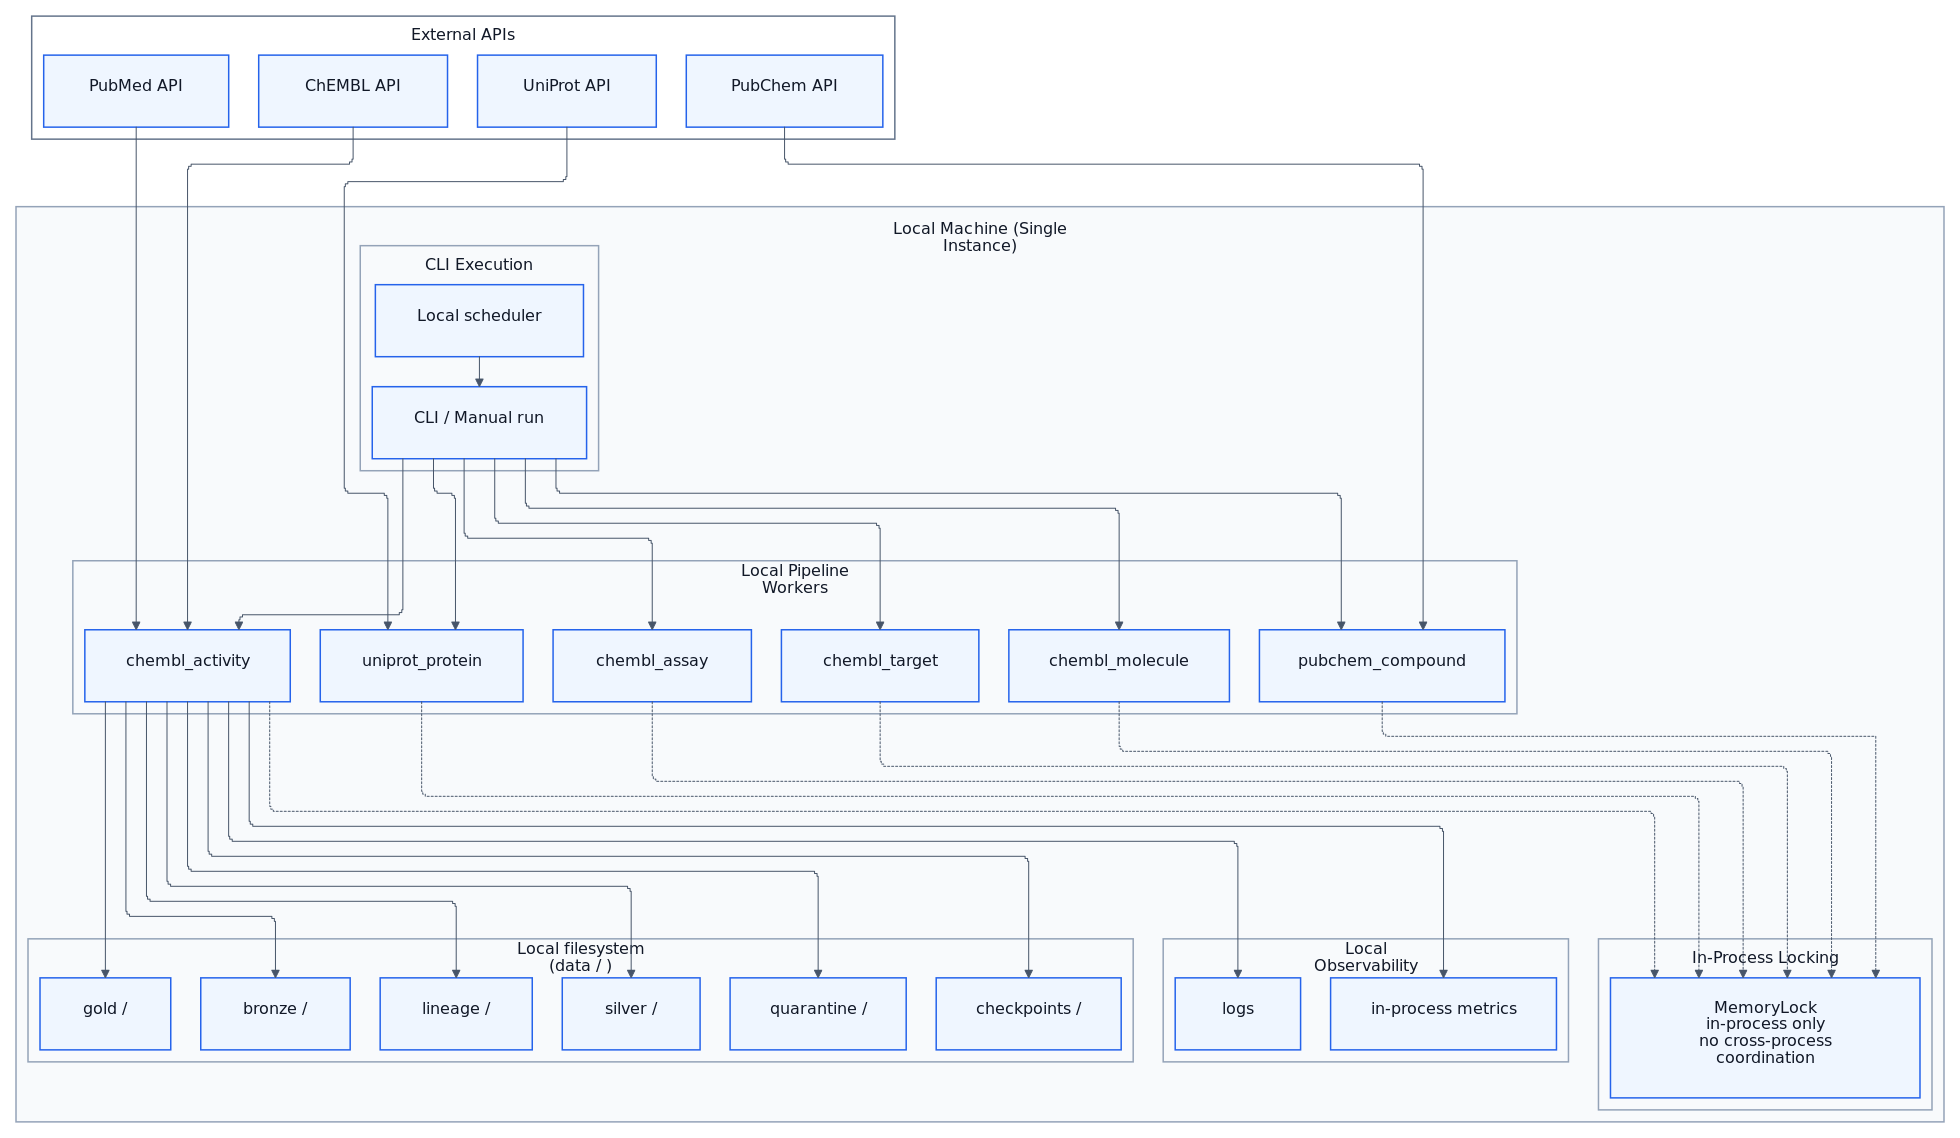 External APIs
PubMed API
ChEMBL API
UniProt API
PubChem API
Local Machine (Single
Instance)
CLI Execution
Local scheduler
CLI / Manual run
Local Pipeline
Workers
chembl_activity
uniprot_protein
chembl_assay
chembl_target
chembl_molecule
pubchem_compound
Local filesystem
(data / )
gold /
bronze /
lineage /
silver /
quarantine /
checkpoints /
Local
Observability
logs
in-process metrics
In-Process Locking
MemoryLock
in-process only
no cross-process
coordination